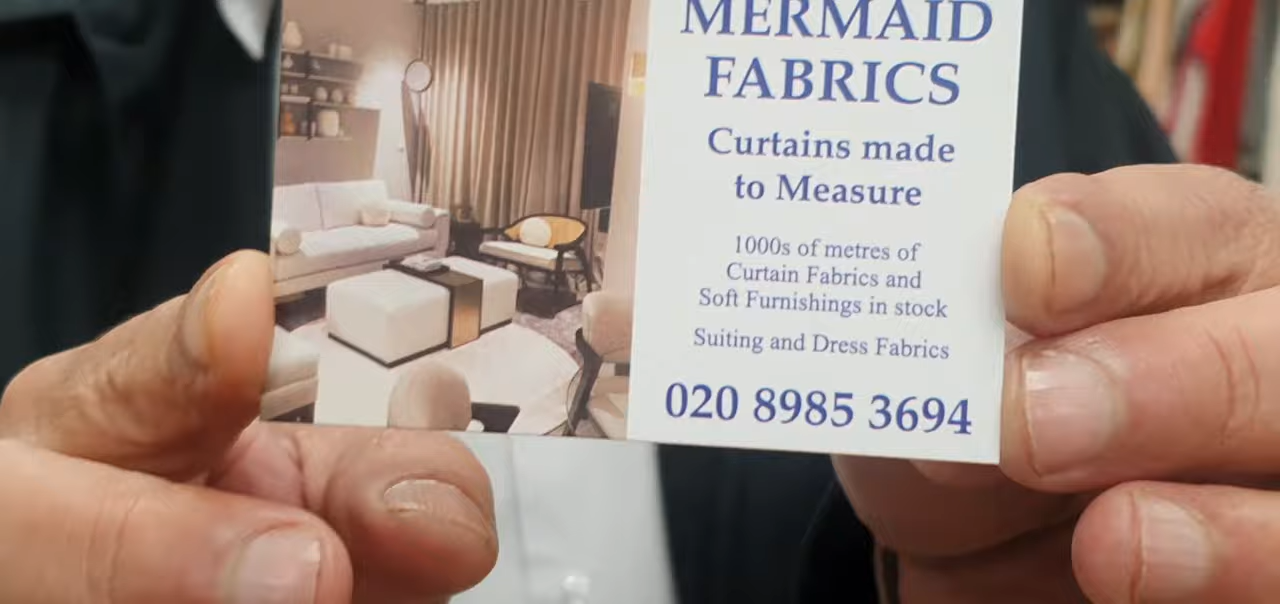 MERMAID
FABRICS
Curtains made
to Measure
1000s of metres of
Curtain Fabrics and
Soft Furnishings in stock
Suiting and Dress Fabrics
020 8985 3694